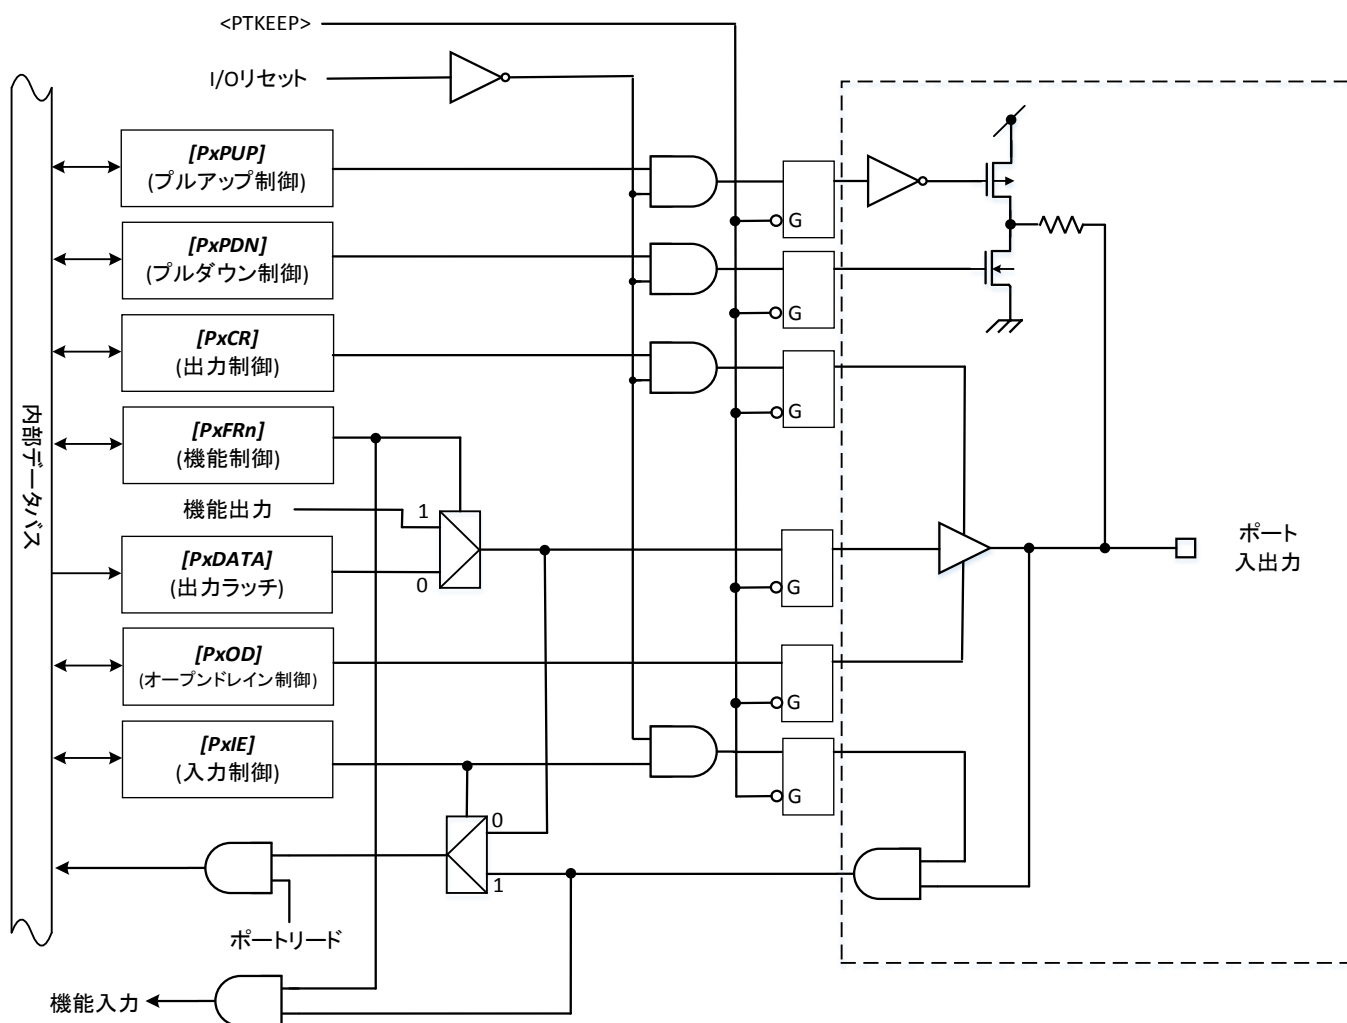 <PTKEEP>
I/Oリセット
[PxPUP]
(プルアップ制御)
G
[PxPDN]
(プルダウン制御)
G
[PxCR]
(出力制御)
G
内部データバス
[PxFRn]
(機能制御)
機能出力
1
0
[PxDATA]
(出力ラッチ)
G
ポート
入出力
[PxOD]
(オープンドレイン制御)
G
[PxIE]
(入力制御)
G
0
1
ポートリード
機能入力